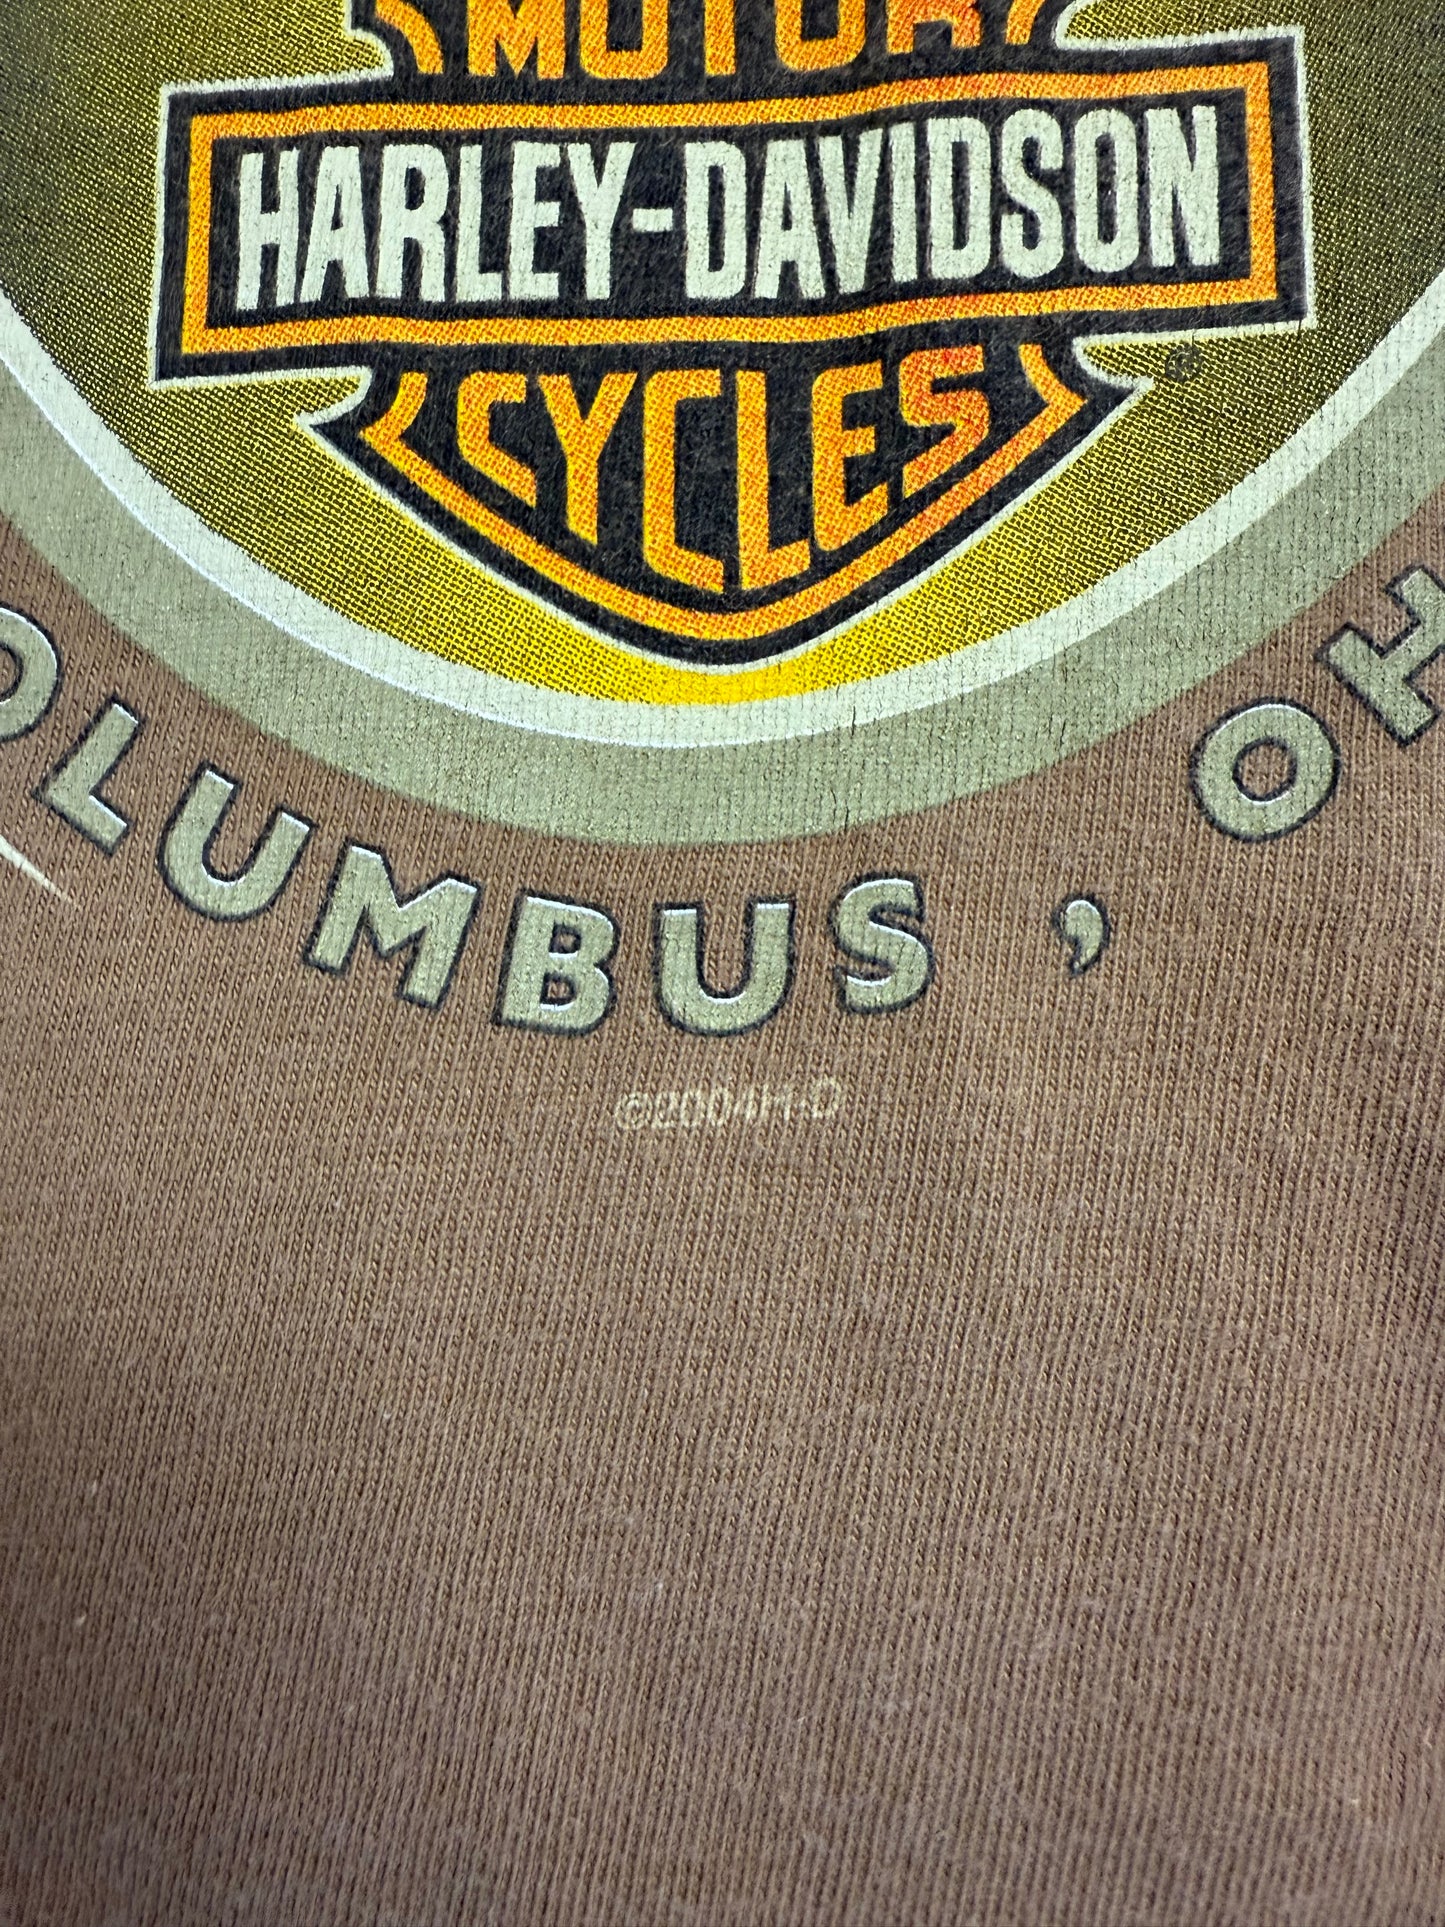 MOTOR
HARLEY-DAVIDSON
CYCLES
®
OLUMBUS , OH
©2004H-D